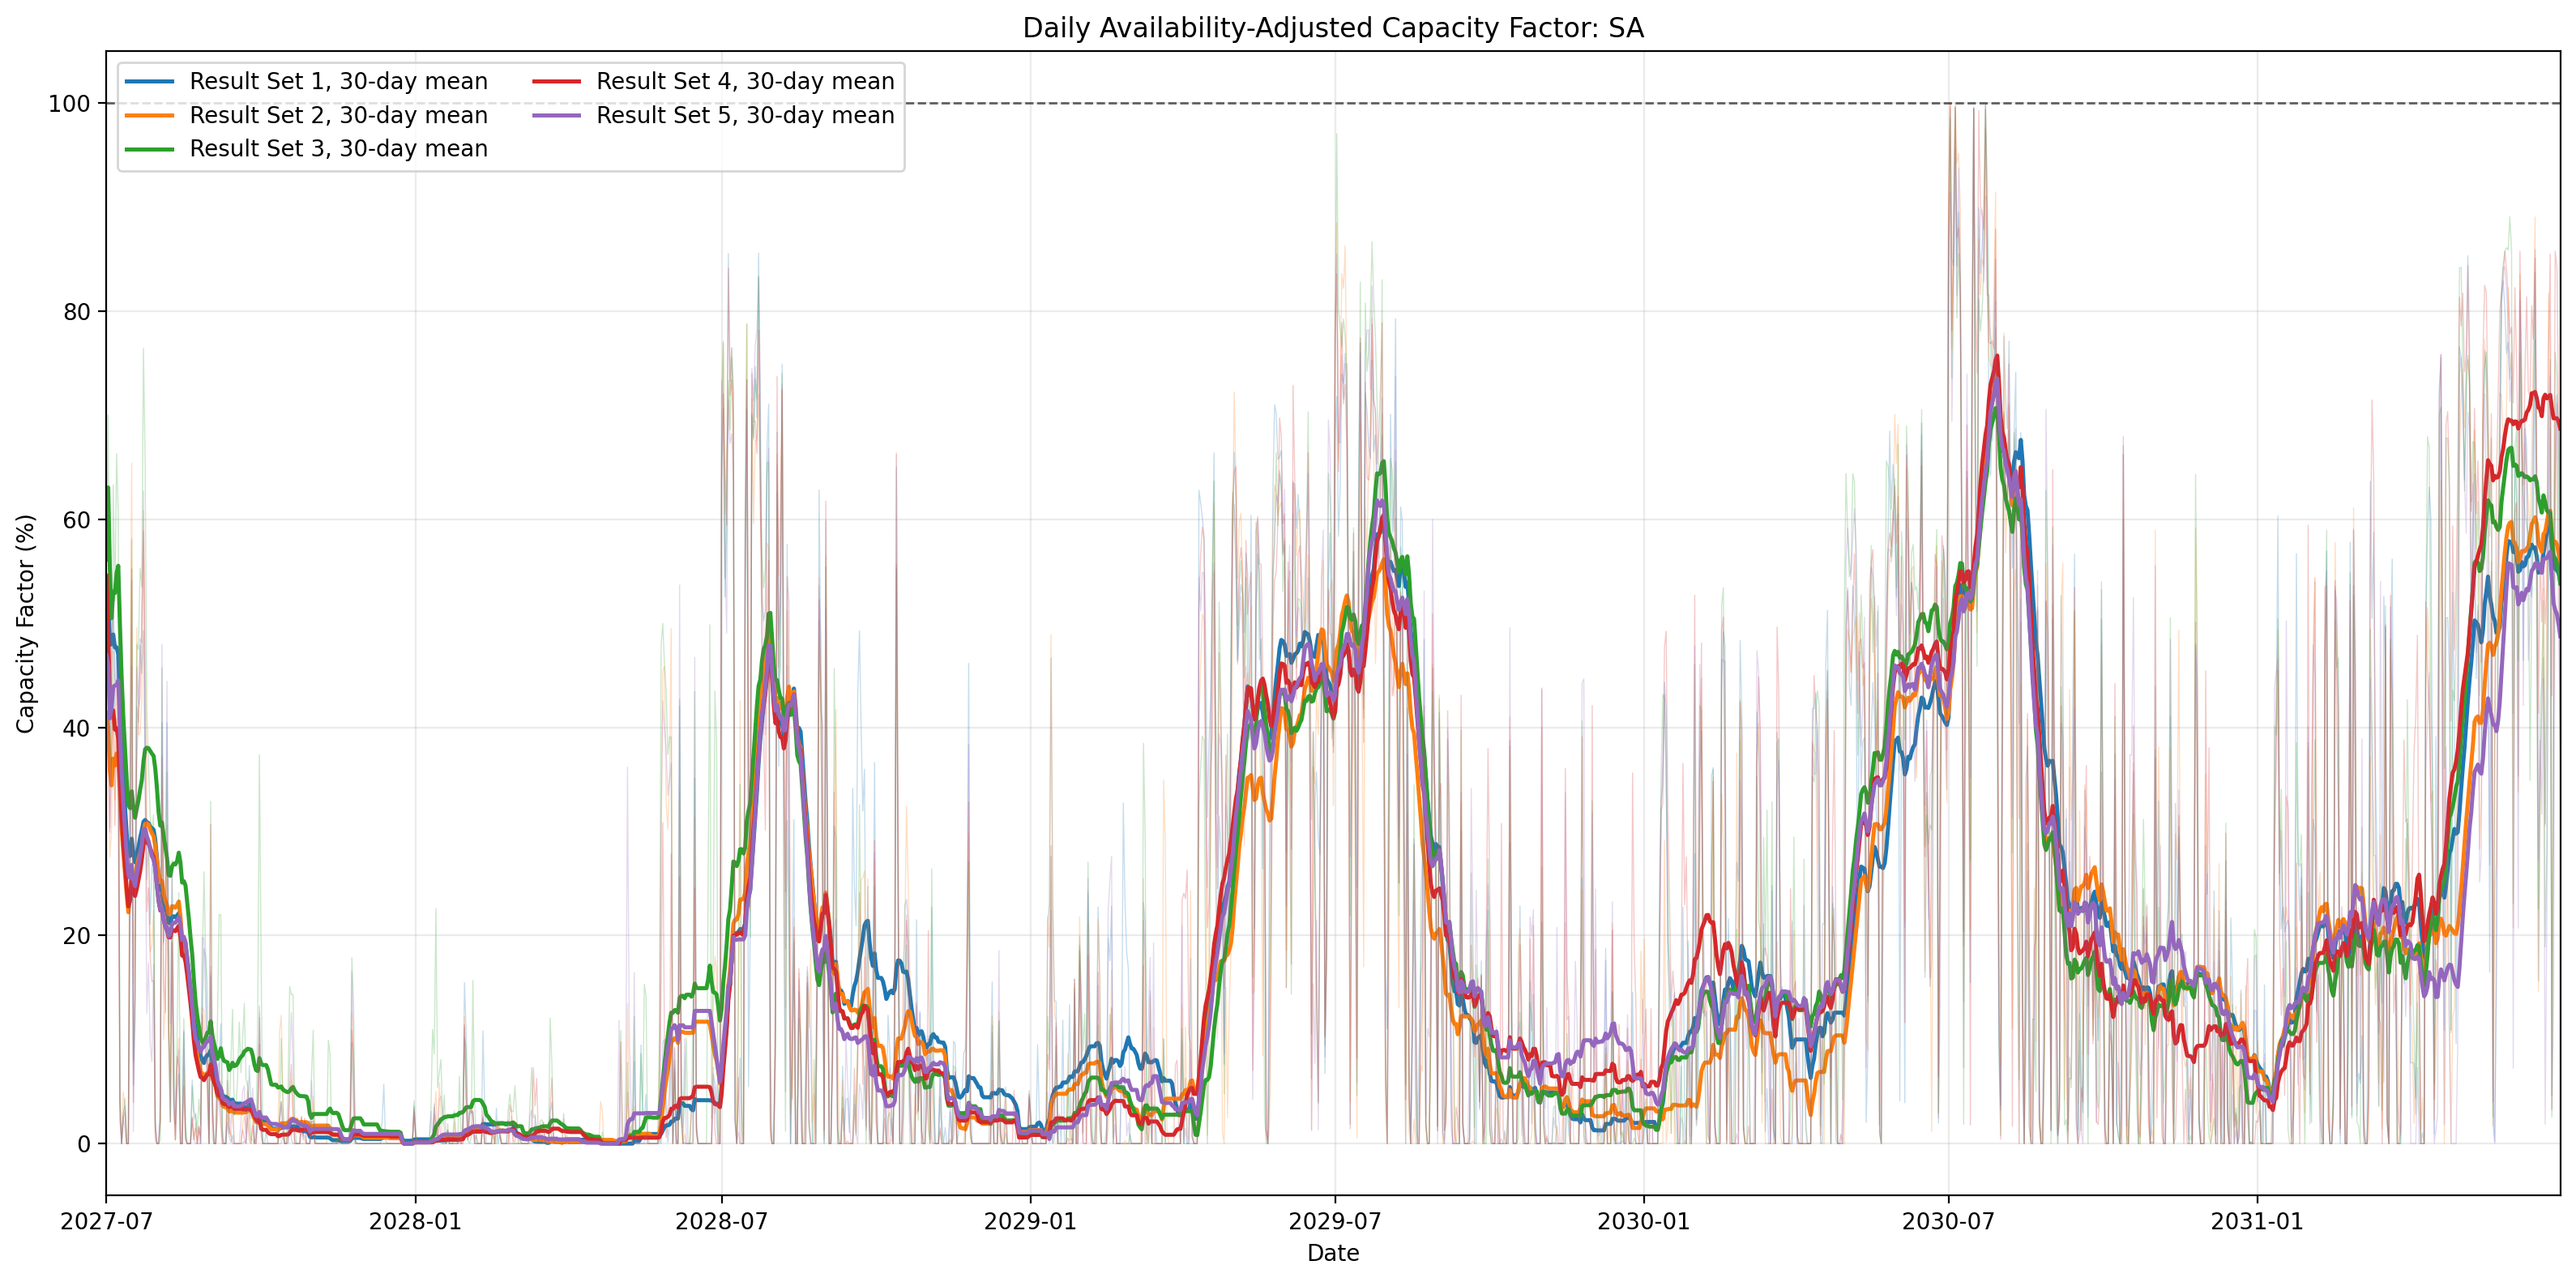 Daily Availability-Adjusted Capacity Factor: SA
Result Set 1, 30-day mean
Result Set 2, 30-day mean
Result Set 3, 30-day mean
Result Set 4, 30-day mean
Result Set 5, 30-day mean
Capacity Factor (%)
100
80
60
40
20
0
2027-07
2028-01
2028-07
2029-01
2029-07
2030-01
2030-07
2031-01
Date